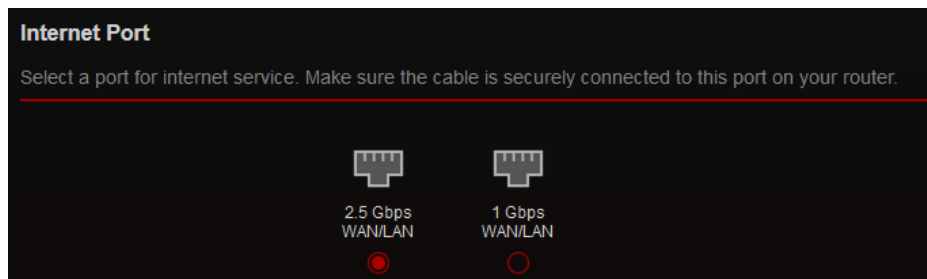 Internet Port
Select a port for internet service. Make sure the cable is securely connected to this port on your router.
2.5 Gbps 1 Gbps
WAN/LAN WAN/LAN